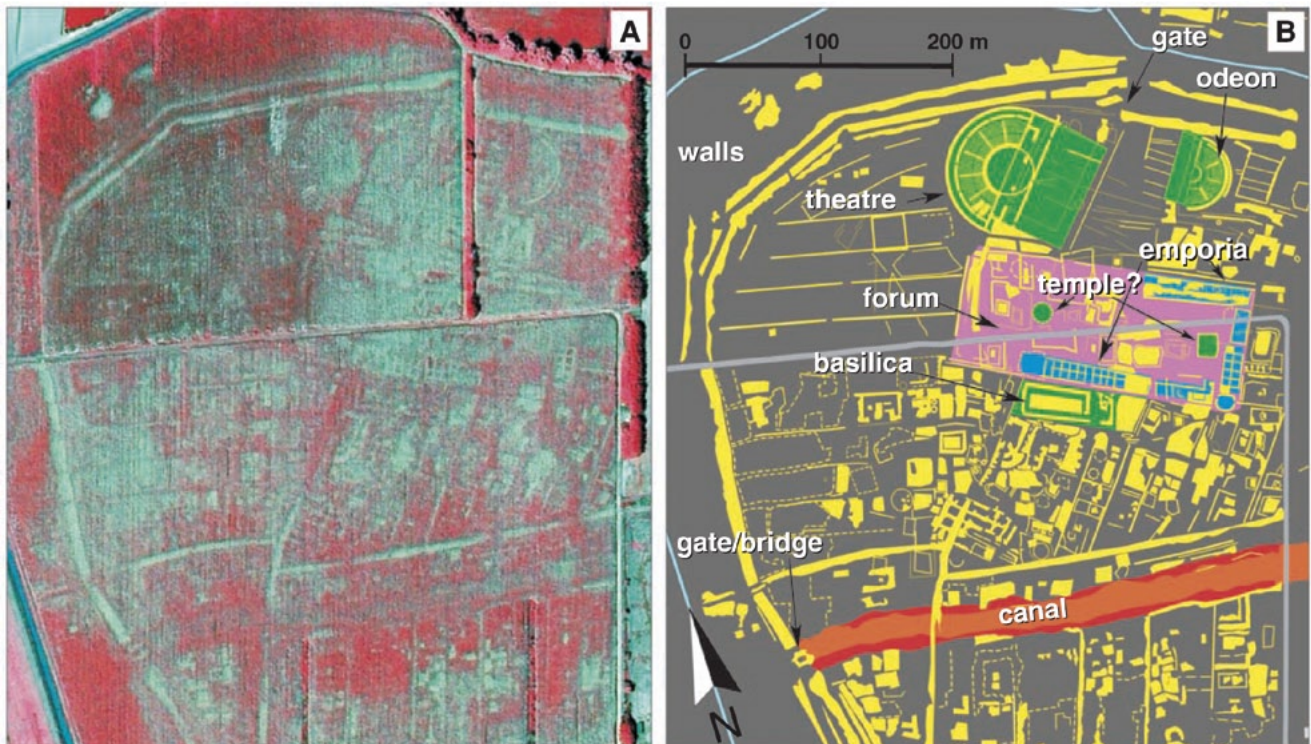 A
B
0 100 200 m
gate
odeon
walls
theatre
emporia
temple?
forum
basilica
gate/bridge
canal
N